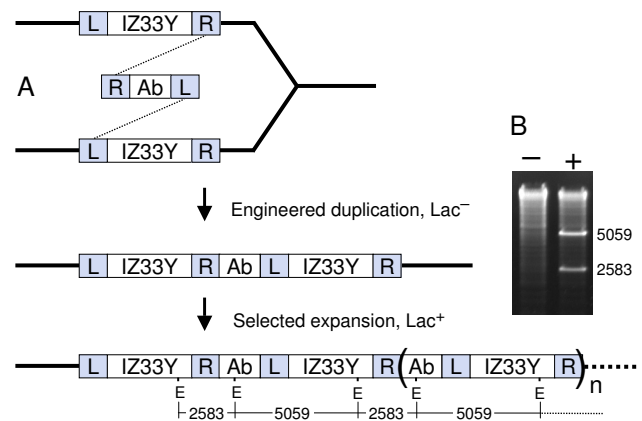 L IZ33Y R
A
R Ab L
L IZ33Y R
B
− +
5059
2583
Engineered duplication, Lac⁻
L IZ33Y R Ab L IZ33Y R
Selected expansion, Lac⁺
L IZ33Y R Ab L IZ33Y R (Ab L IZ33Y R)n
E E E E E
2583 5059 2583 5059